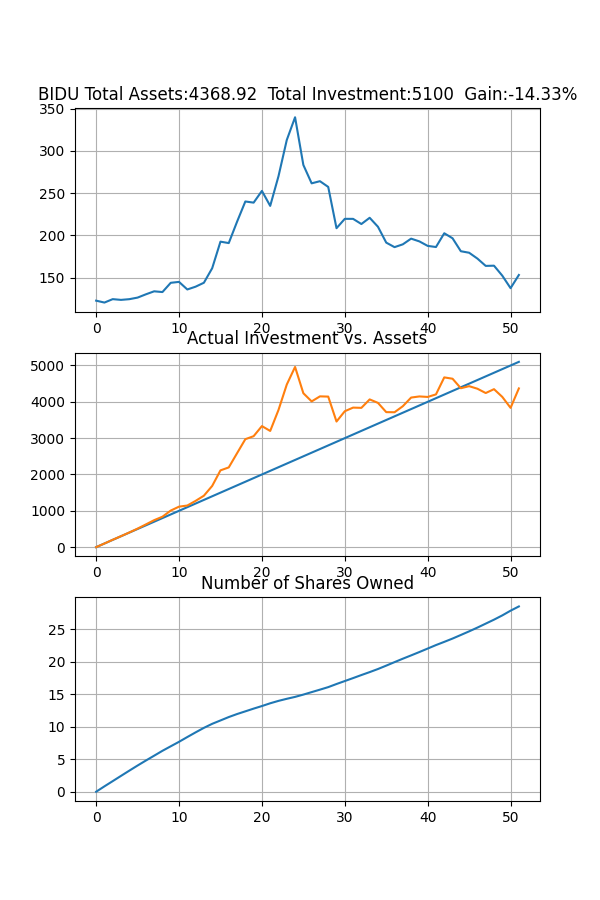 BIDU Total Assets:4368.92  Total Investment:5100  Gain:-14.33%
350
300
250
200
150
0 10 20 30 40 50
Actual Investment vs. Assets
5000
4000
3000
2000
1000
0
0 10 20 30 40 50
Number of Shares Owned
25
20
15
10
5
0
0 10 20 30 40 50